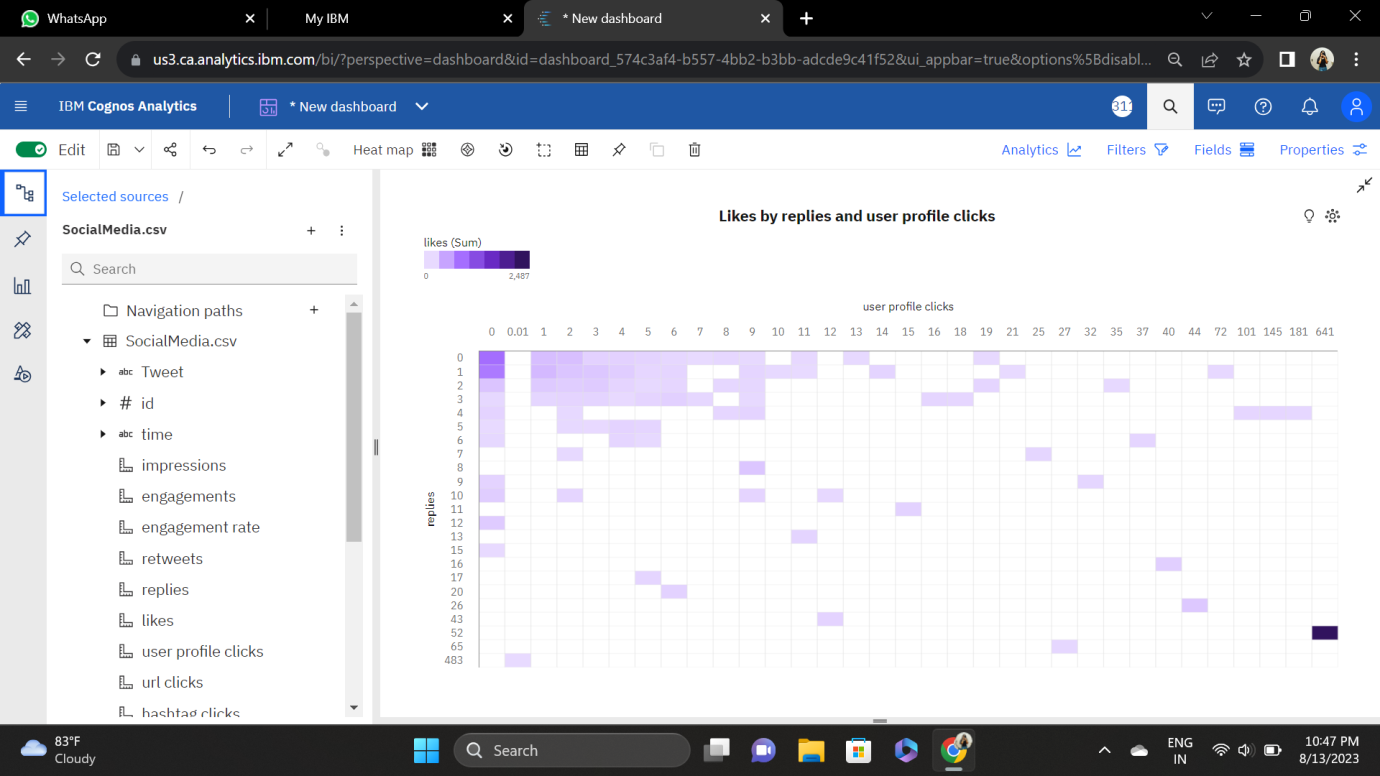 WhatsApp
My IBM
* New dashboard
us3.ca.analytics.ibm.com/bi/?perspective=dashboard&id=dashboard_574c3af4-b557-4bb2-b3bb-adcde9c41f52&ui_appbar=true&options%5Bdisabl...
IBM Cognos Analytics
* New dashboard
311
Edit
Heat map
Analytics
Filters
Fields
Properties
Selected sources /
SocialMedia.csv
Search
Navigation paths
SocialMedia.csv
abc Tweet
# id
abc time
impressions
engagements
engagement rate
retweets
replies
likes
user profile clicks
url clicks
hashtag clicks
Likes by replies and user profile clicks
likes (Sum)
0 2,487
user profile clicks
0 0.01 1 2 3 4 5 6 7 8 9 10 11 12 13 14 15 16 18 19 21 25 27 32 35 37 40 44 72 101 145 181 641
replies
0
1
2
3
4
5
6
7
8
9
10
11
12
13
15
16
17
20
26
43
52
65
483
83°F
Cloudy
Search
ENG
IN
10:47 PM
8/13/2023